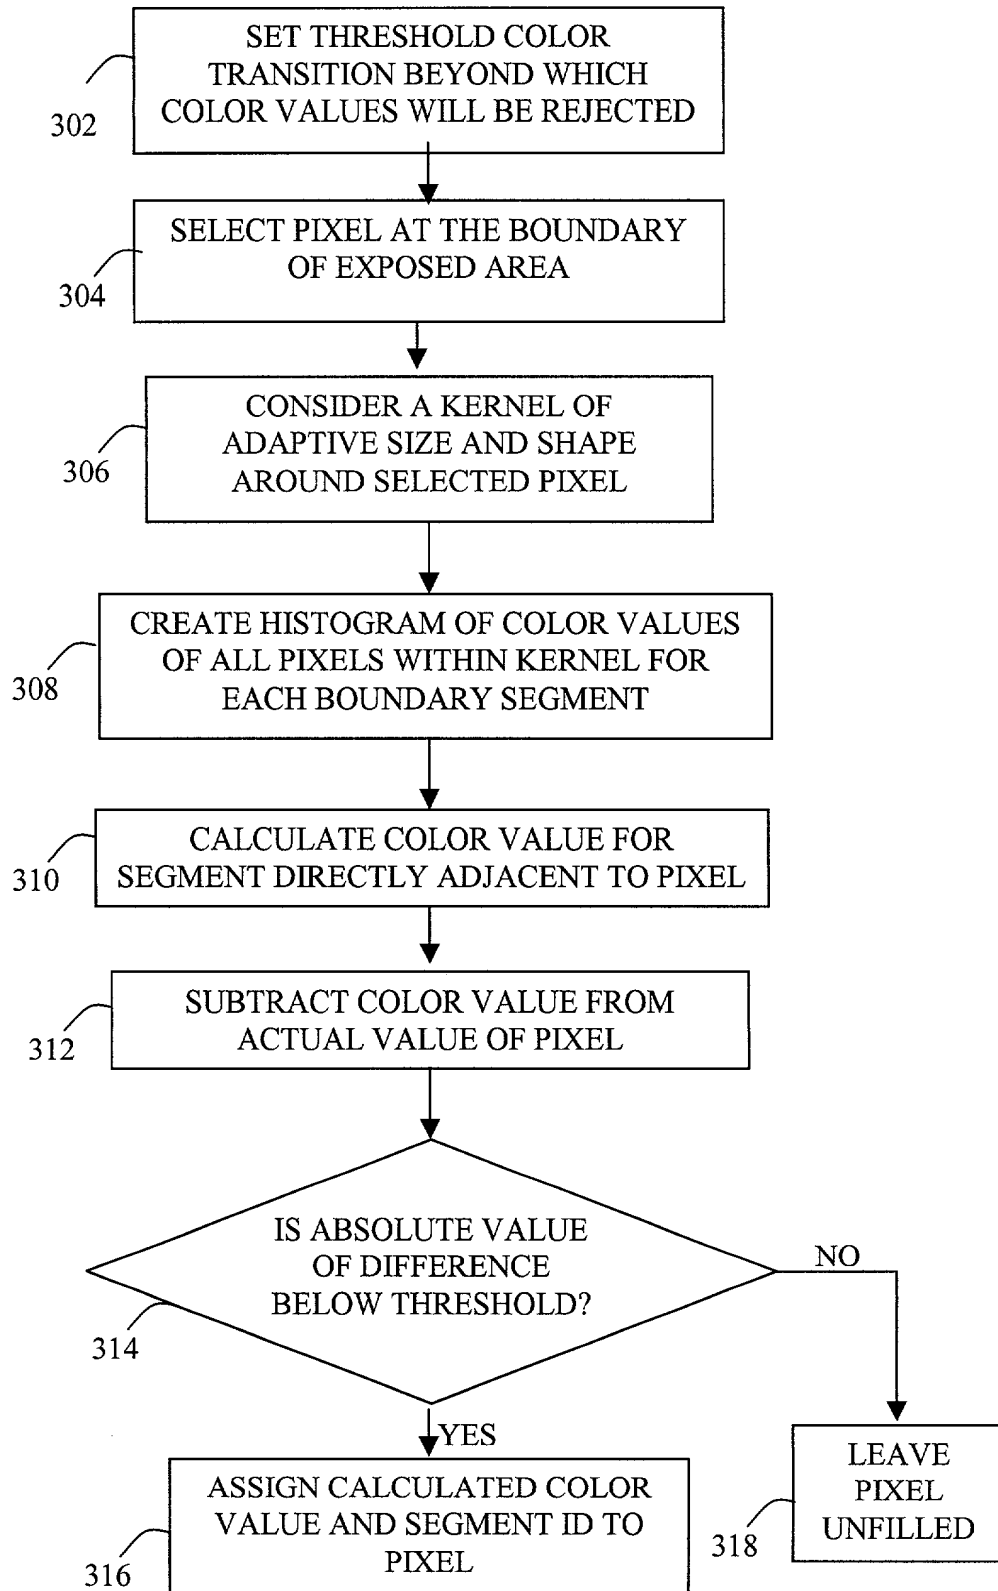 SET THRESHOLD COLOR
TRANSITION BEYOND WHICH
COLOR VALUES WILL BE REJECTED
302
SELECT PIXEL AT THE BOUNDARY
OF EXPOSED AREA
304
CONSIDER A KERNEL OF
ADAPTIVE SIZE AND SHAPE
AROUND SELECTED PIXEL
306
CREATE HISTOGRAM OF COLOR VALUES
OF ALL PIXELS WITHIN KERNEL FOR
EACH BOUNDARY SEGMENT
308
CALCULATE COLOR VALUE FOR
SEGMENT DIRECTLY ADJACENT TO PIXEL
310
SUBTRACT COLOR VALUE FROM
ACTUAL VALUE OF PIXEL
312
IS ABSOLUTE VALUE
OF DIFFERENCE
BELOW THRESHOLD?
NO
314
YES
ASSIGN CALCULATED COLOR
VALUE AND SEGMENT ID TO
PIXEL
316
LEAVE
PIXEL
UNFILLED
318